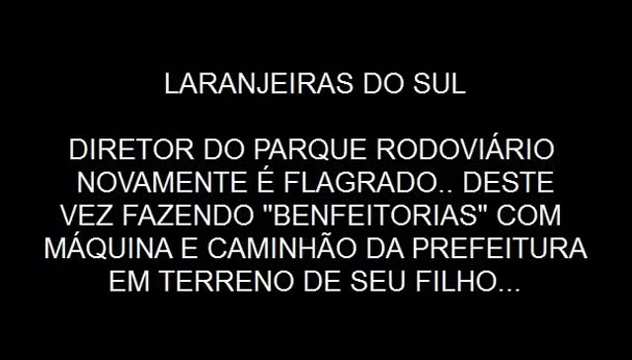 LARANJEIRAS DO SUL
DIRETOR DO PARQUE RODOVIÁRIO
NOVAMENTE É FLAGRADO.. DESTE
VEZ FAZENDO "BENFEITORIAS" COM
MÁQUINA E CAMINHÃO DA PREFEITURA
EM TERRENO DE SEU FILHO...